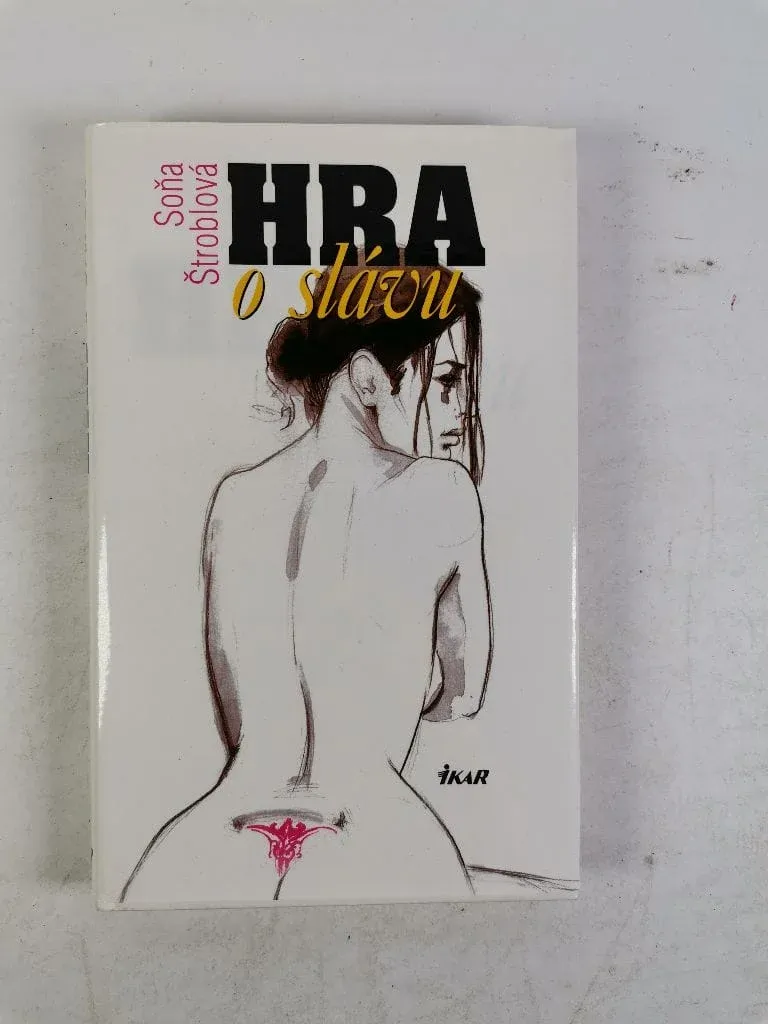 Soňa
Štroblová
HRA
o slávu
iKAR